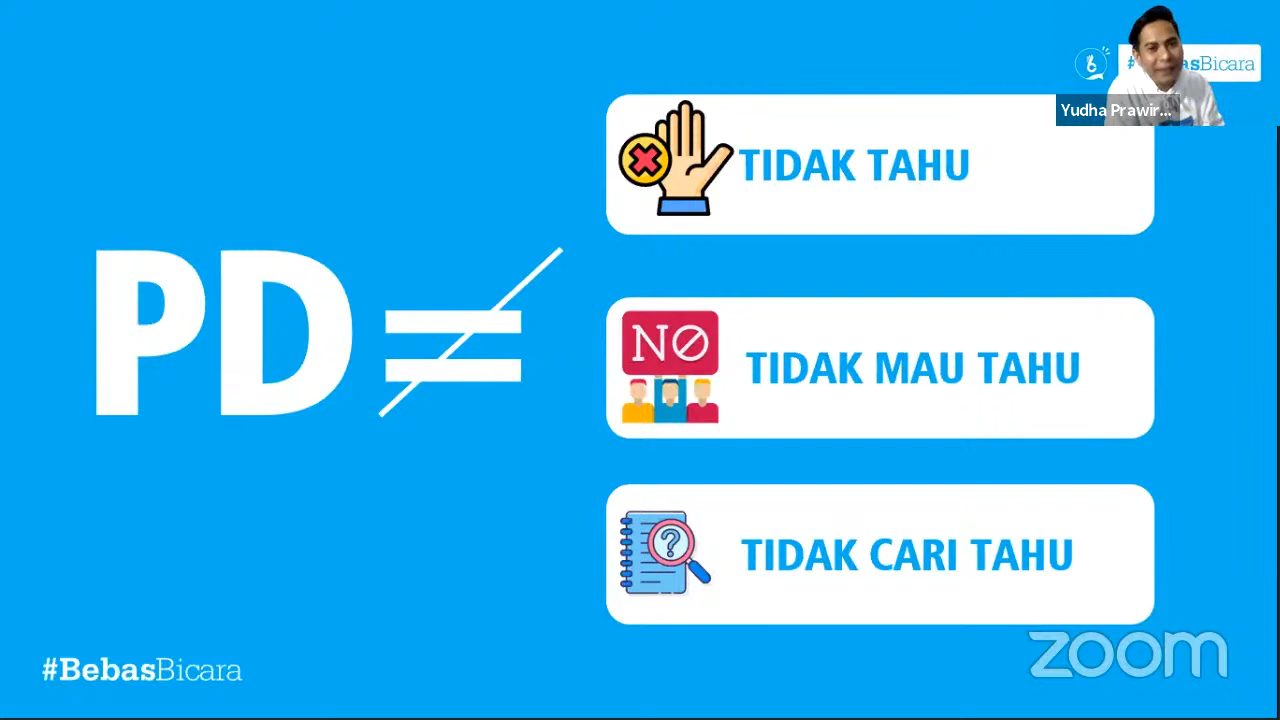 #BebasBicara
Yudha Prawir...
TIDAK TAHU
PD ≠
NO
TIDAK MAU TAHU
?
TIDAK CARI TAHU
zoom
#BebasBicara